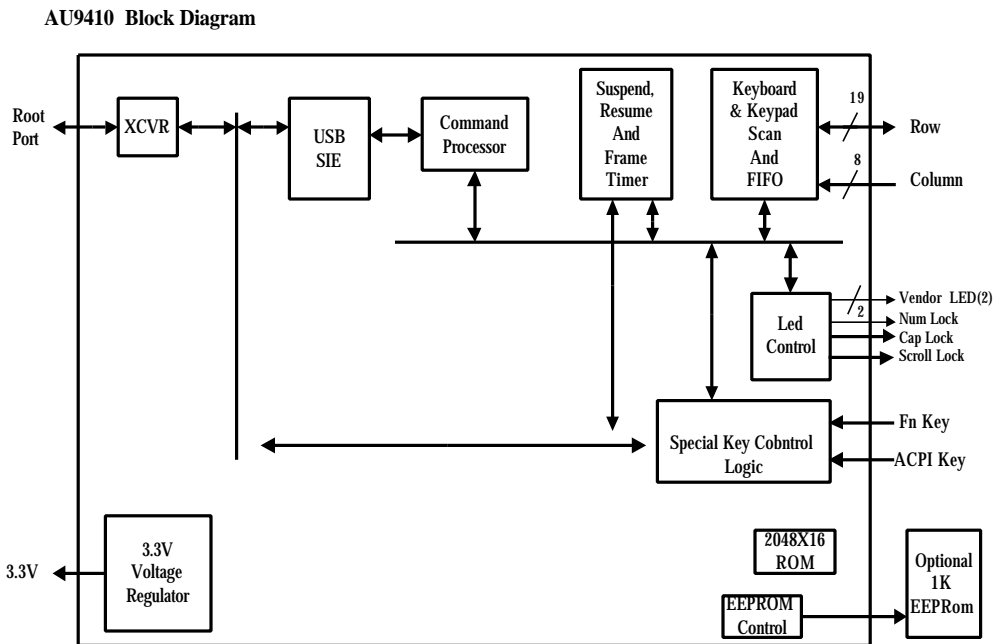 AU9410 Block Diagram
Root
Port
XCVR
USB
SIE
Command
Processor
Suspend,
Resume
And
Frame
Timer
Keyboard
& Keypad
Scan
And
FIFO
19
Row
8
Column
Led
Control
Vendor LED(2)
2
Num Lock
Cap Lock
Scroll Lock
Special Key Cobntrol
Logic
Fn Key
ACPI Key
3.3V
3.3V
Voltage
Regulator
2048X16
ROM
EEPROM
Control
Optional
1K
EEPRom